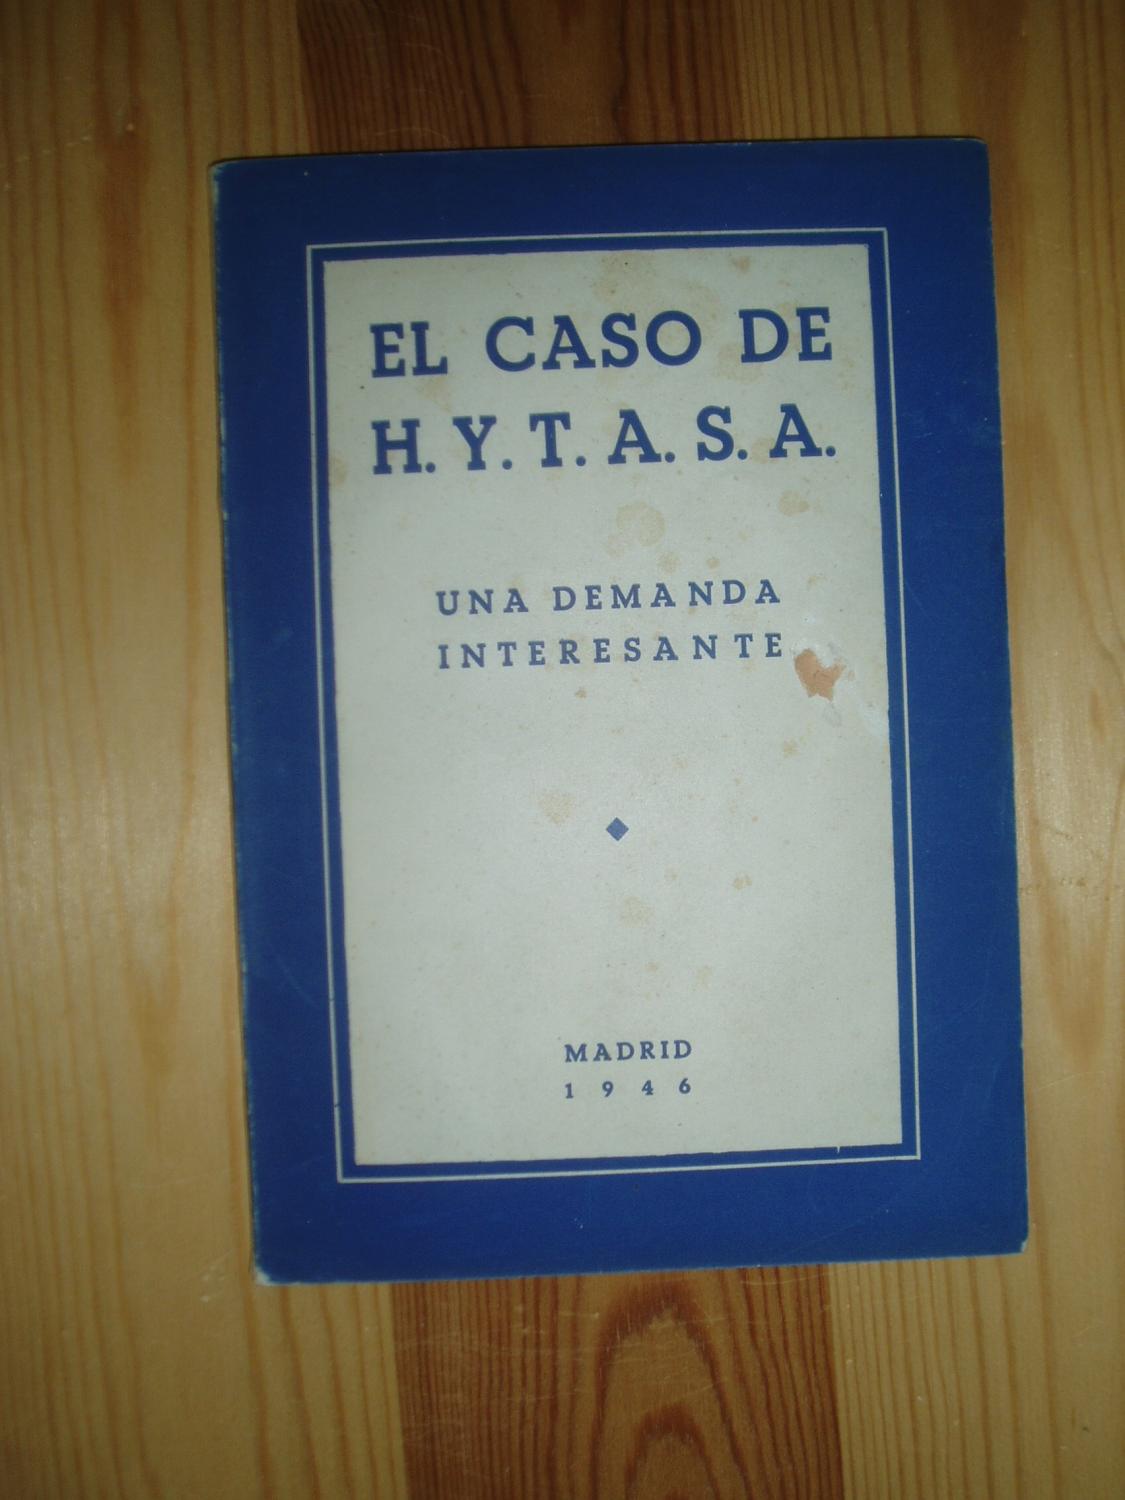 EL CASO DE
H. Y. T. A. S. A.
UNA DEMANDA
INTERESANTE
MADRID
1946